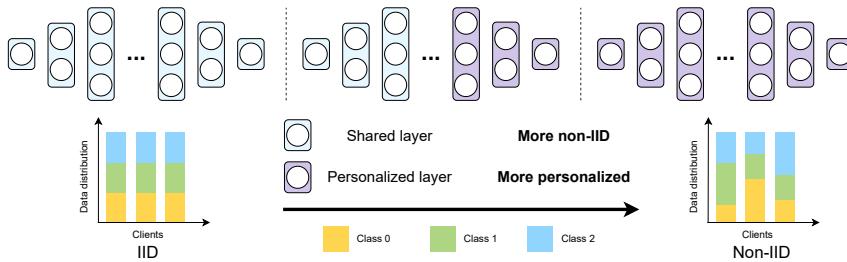 ...
...
...
Shared layer
More non-IID
Personalized layer
More personalized
Data distribution
Clients
IID
Class 0
Class 1
Class 2
Data distribution
Clients
Non-IID